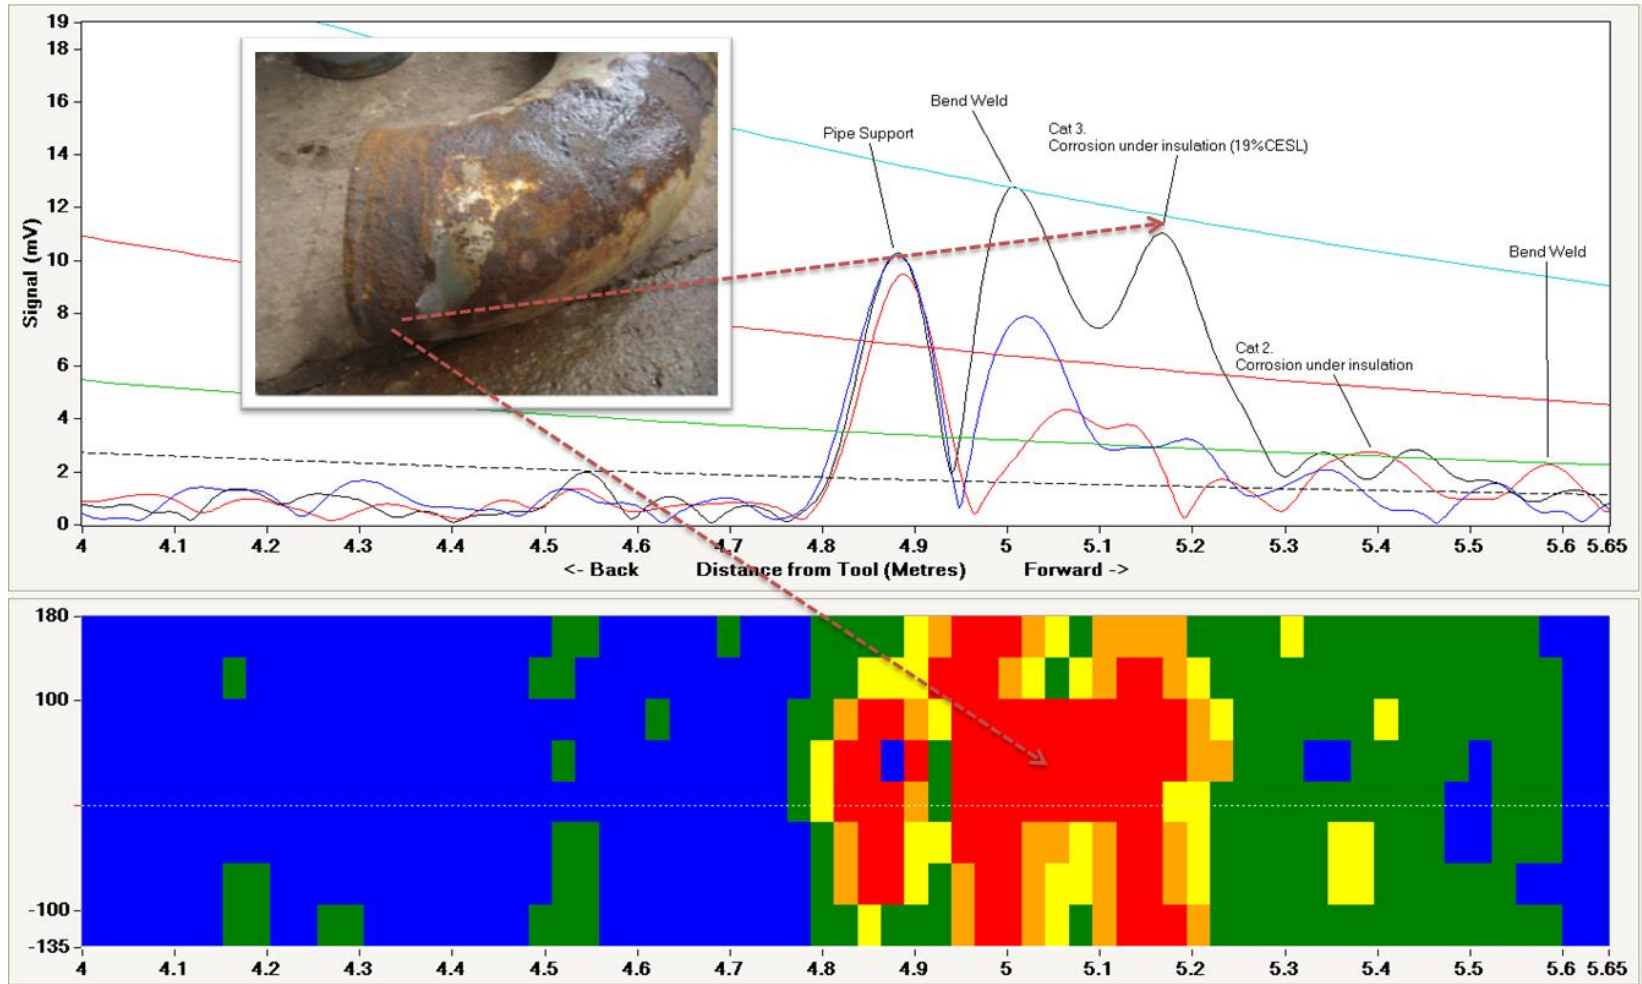 19
18
16
14
12
10
8
6
4
2
0
Signal (mV)
Pipe Support
Bend Weld
Cat 3.
Corrosion under insulation (19%CESL)
Cat 2.
Corrosion under insulation
Bend Weld
4 4.1 4.2 4.3 4.4 4.5 4.6 4.7 4.8 4.9 5 5.1 5.2 5.3 5.4 5.5 5.6 5.65
<- Back Distance from Tool (Metres) Forward ->
180
100
-100
-135
4 4.1 4.2 4.3 4.4 4.5 4.6 4.7 4.8 4.9 5 5.1 5.2 5.3 5.4 5.5 5.6 5.65